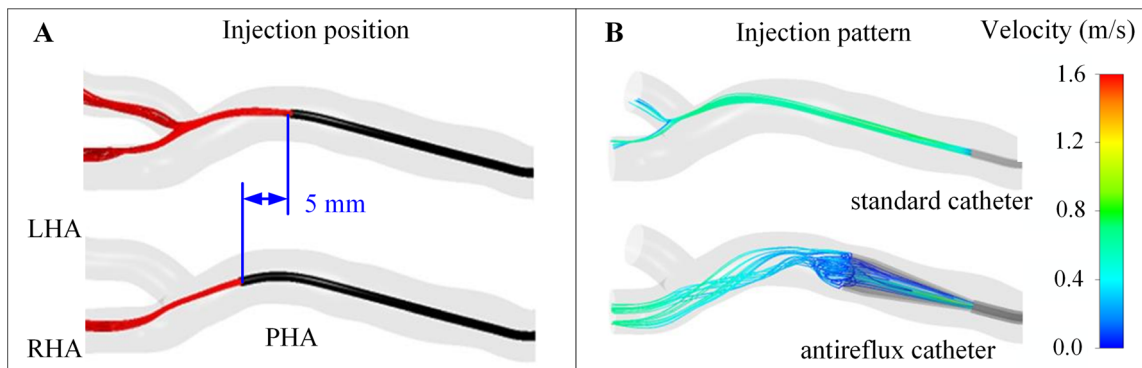 A
Injection position
5 mm
LHA
RHA
PHA
B
Injection pattern
Velocity (m/s)
1.6
1.2
0.8
0.4
0.0
standard catheter
antireflux catheter